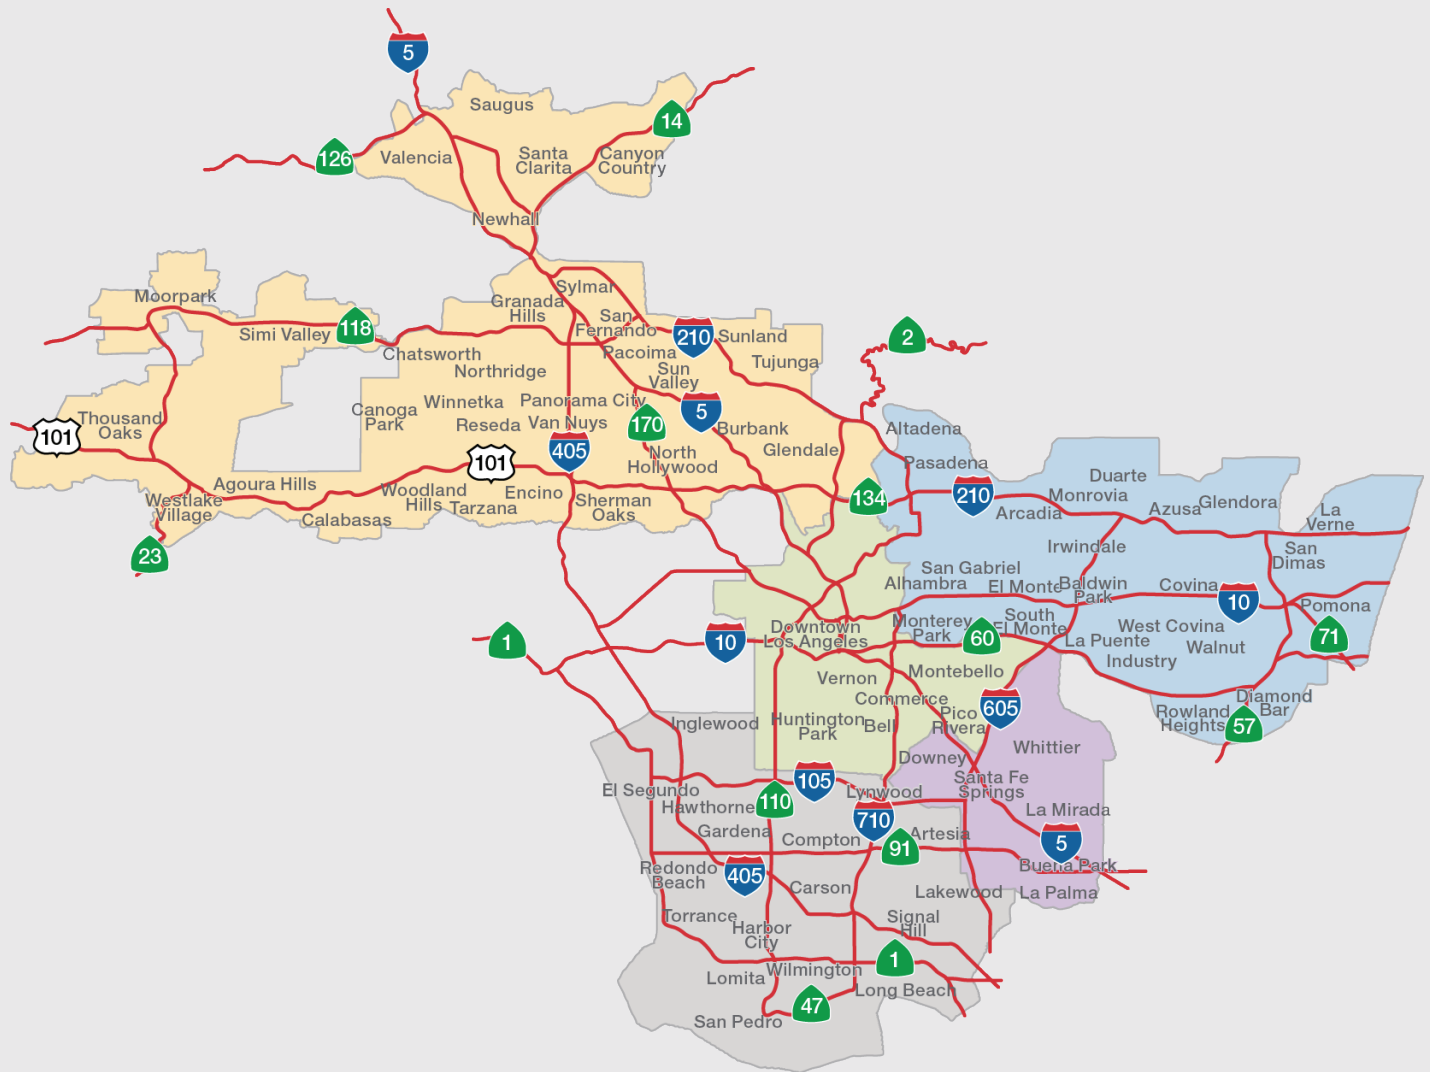 5
Saugus
14
126
Valencia
Santa
Clarita
Canyon
Country
Newhall
Moorpark
Sylmar
Granada
Hills
San
Fernando
118
Simi Valley
210
Sunland
2
Chatsworth
Northridge
Pacoima
Tujunga
Sun
Valley
Canoga
Park
Winnetka
Panorama City
5
Thousand
Oaks
101
Reseda
Van Nuys
170
Burbank
Altadena
405
101
North
Hollywood
Glendale
Pasadena
Agoura Hills
Woodland
Hills
Tarzana
Encino
Sherman
Oaks
134
210
Duarte
Monrovia
Arcadia
Azusa
Glendora
La
Verne
Westlake
Village
Calabasas
23
Irwindale
San
Dimas
San Gabriel
Alhambra
El Monte
Baldwin
Park
Covina
10
Pomona
1
10
Downtown
Los Angeles
Monterey
Park
60
South
El Monte
La Puente
West Covina
Walnut
71
Industry
Vernon
Montebello
Commerce
605
Diamond
Bar
Rowland
Heights
57
Inglewood
Huntington
Park
Bell
Pico
Rivera
Whittier
Downey
Santa Fe
Springs
105
El Segundo
Hawthorne
110
Lynwood
710
La Mirada
Gardena
Compton
91
Artesia
5
Buena Park
Redondo
Beach
405
Carson
Lakewood
La Palma
Torrance
Harbor
City
Signal
Hill
1
Lomita
Wilmington
Long Beach
47
San Pedro